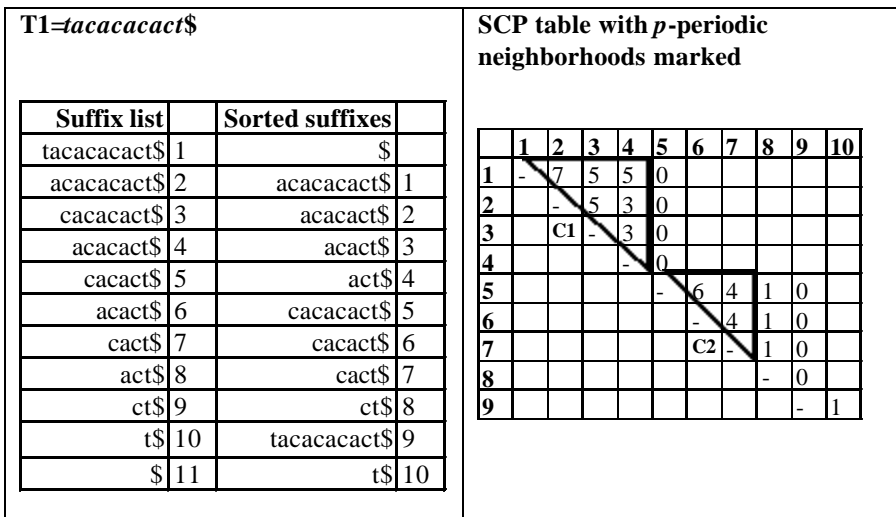 T1=tacacacact$
Suffix list Sorted suffixes
tacacacact$ 1 $
acacacact$ 2 acacacact$ 1
cacacact$ 3 acacact$ 2
acacact$ 4 acact$ 3
cacact$ 5 act$ 4
acact$ 6 cacacact$ 5
cact$ 7 cacact$ 6
act$ 8 cact$ 7
ct$ 9 ct$ 8
t$ 10 tacacacact$ 9
$ 11 t$ 10
SCP table with p-periodic
neighborhoods marked
1 2 3 4 5 6 7 8 9 10
1 - 7 5 5 0
2 - 5 3 0
3 C1 - 3 0
4 - 0
5 - 6 4 1 0
6 - 4 1 0
7 C2 - 1 0
8 - 0
9 - 1